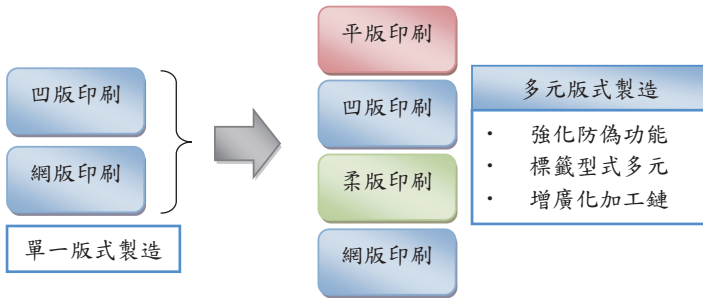 凹版印刷
網版印刷
單一版式製造
平版印刷
凹版印刷
柔版印刷
網版印刷
多元版式製造
• 強化防偽功能
• 標籤型式多元
• 增廣化加工鏈